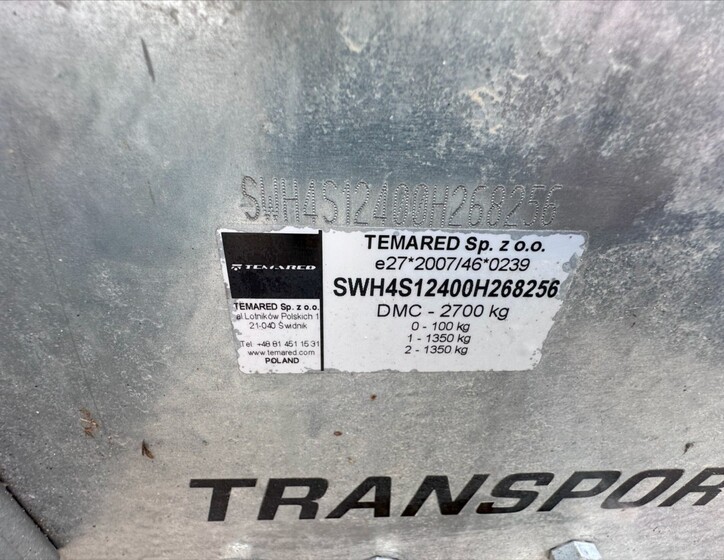 SWH4S12400H268256
TEMARED
TEMARED Sp. z o.o.
al Lotników Polskich 1
21-040 Świdnik
Tel: +48 81 451 15 31
www.temared.com
POLAND
TEMARED Sp. z o.o.
e27*2007/46*0239
SWH4S12400H268256
DMC - 2700 kg
0 - 100 kg
1 - 1350 kg
2 - 1350 kg
TRANSPOR